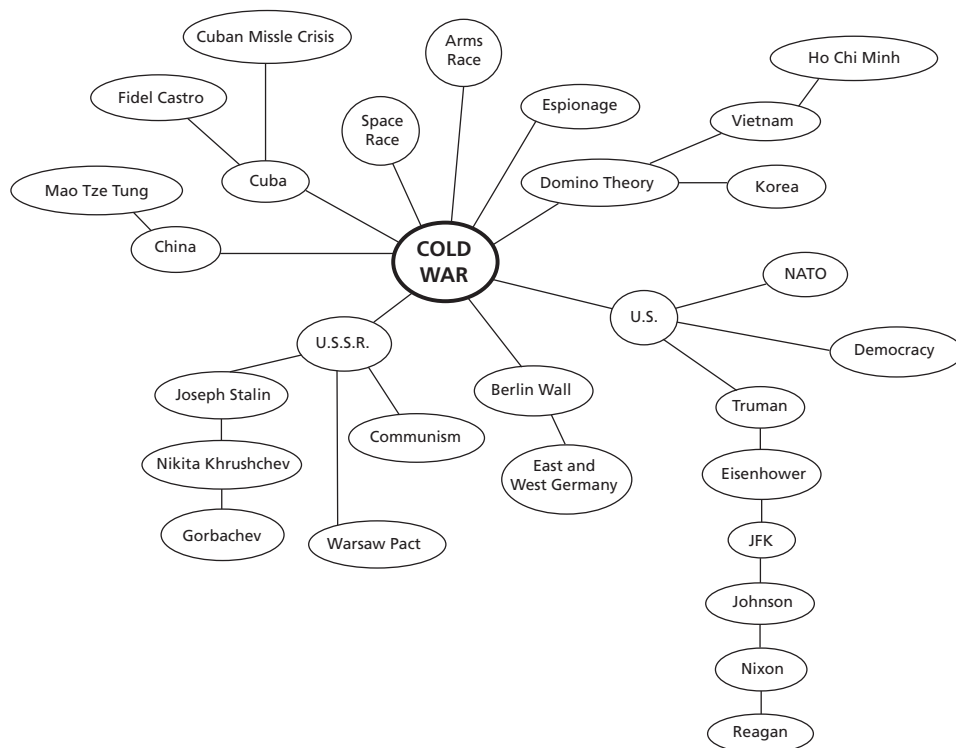 Cuban Missle Crisis
Arms
Race
Ho Chi Minh
Fidel Castro
Space
Race
Espionage
Vietnam
Mao Tze Tung
Cuba
Domino Theory
Korea
China
COLD
WAR
NATO
U.S.
U.S.S.R.
Democracy
Joseph Stalin
Berlin Wall
Truman
Communism
Nikita Khrushchev
East and
West Germany
Eisenhower
Gorbachev
Warsaw Pact
JFK
Johnson
Nixon
Reagan